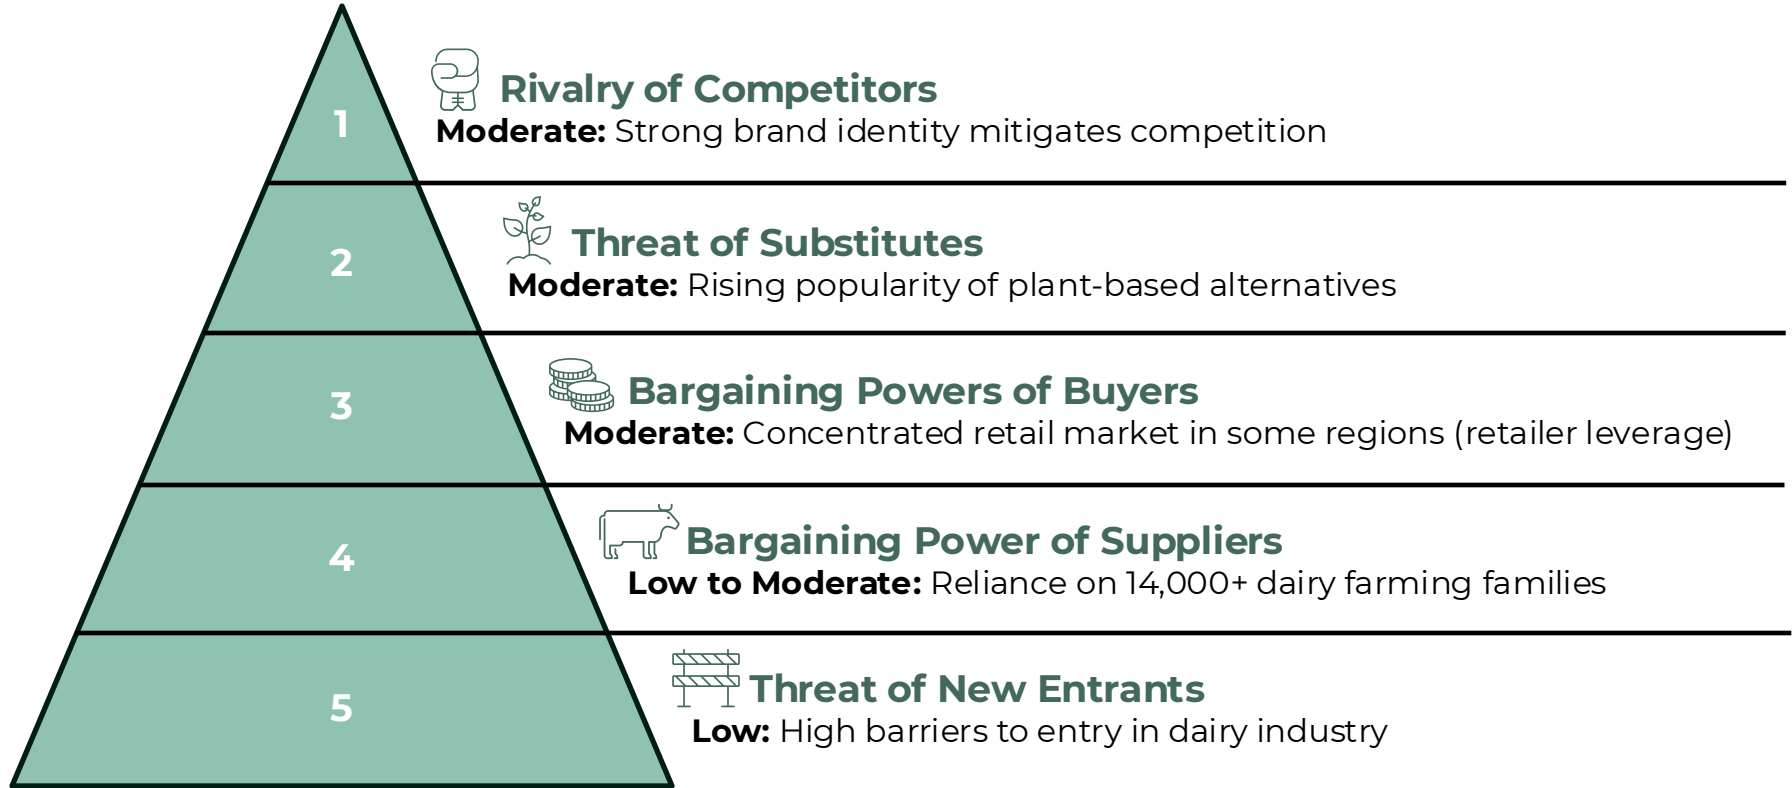 1
Rivalry of Competitors
Moderate: Strong brand identity mitigates competition
2
Threat of Substitutes
Moderate: Rising popularity of plant-based alternatives
3
Bargaining Powers of Buyers
Moderate: Concentrated retail market in some regions (retailer leverage)
4
Bargaining Power of Suppliers
Low to Moderate: Reliance on 14,000+ dairy farming families
5
Threat of New Entrants
Low: High barriers to entry in dairy industry